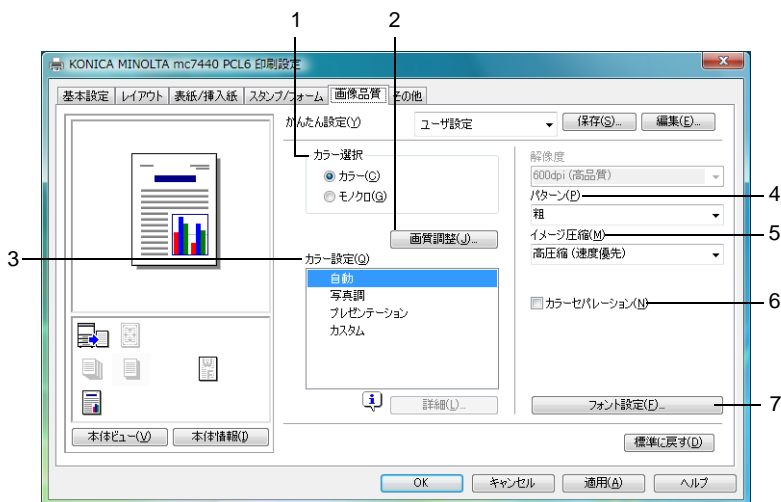 1
2
KONICA MINOLTA mc7440 PCL6 印刷設定
基本設定
レイアウト
表紙/挿入紙
スタンプ/フォーム
画像品質
その他
かんたん設定(Y)
ユーザ設定
保存(S)...
編集(E)...
カラー選択
カラー(C)
モノクロ(G)
画質調整(J)...
3
カラー設定(Q)
自動
写真調
プレゼンテーション
カスタム
詳細(L)...
解像度
600dpi (高品質)
パターン(P)
4
粗
イメージ圧縮(M)
5
高圧縮 (速度優先)
カラーセパレーション(N)
6
フォント設定(F)...
7
本体ビュー(V)
本体情報(I)
標準に戻す(D)
OK
キャンセル
適用(A)
ヘルプ